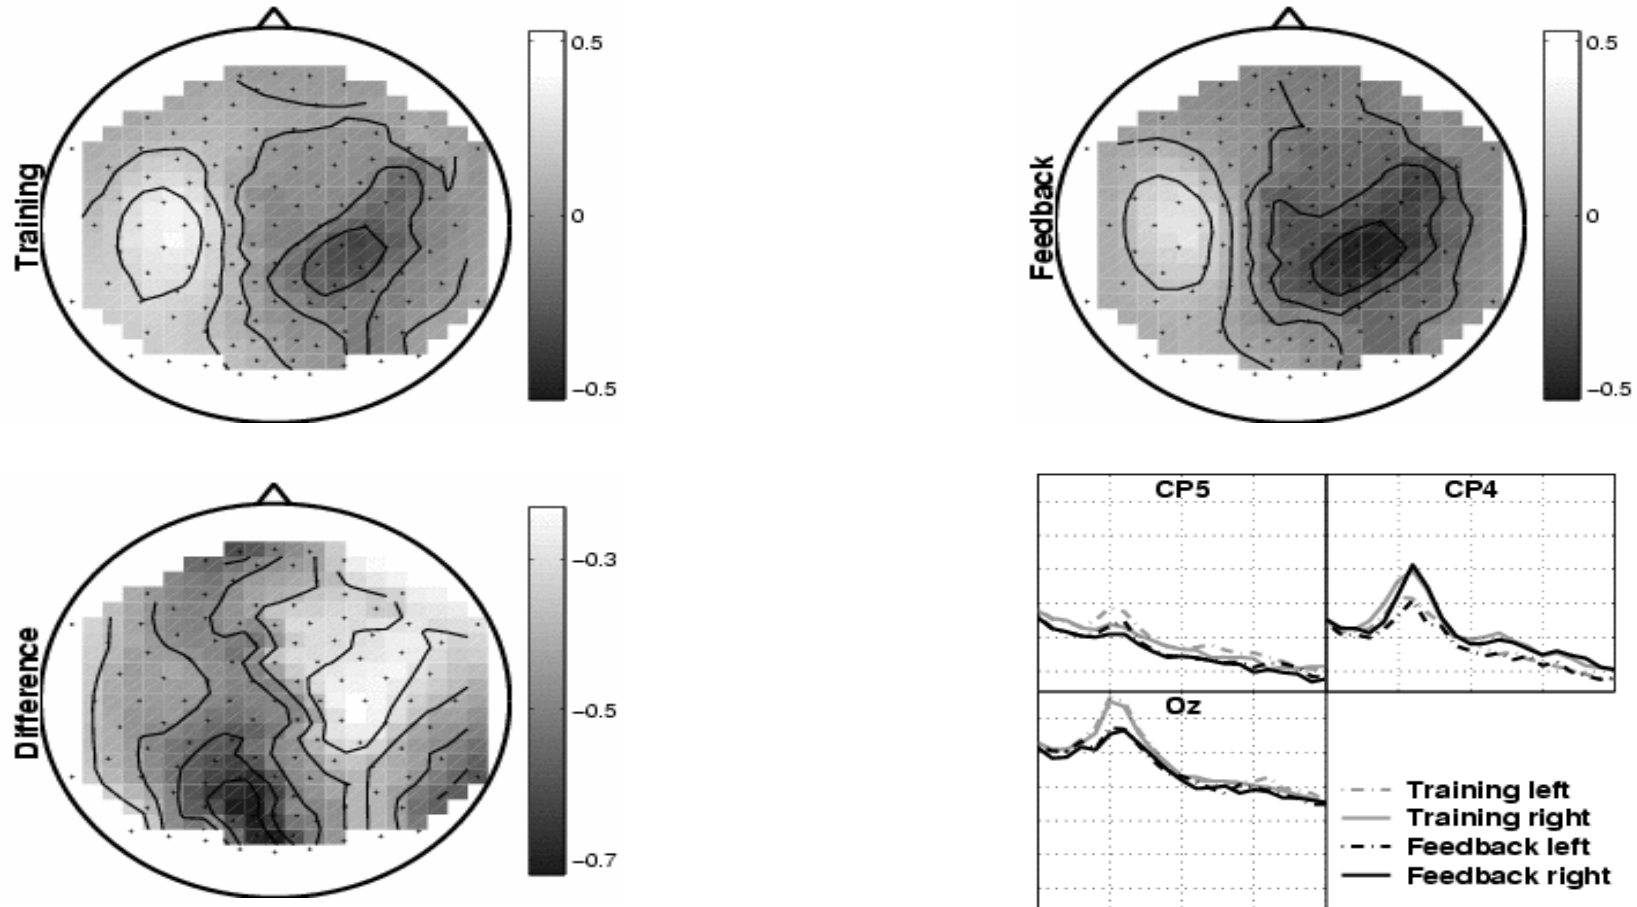 Training
0.5
0
−0.5
Feedback
0.5
0
−0.5
Difference
−0.3
−0.5
−0.7
CP5
CP4
Oz
Training left
Training right
Feedback left
Feedback right